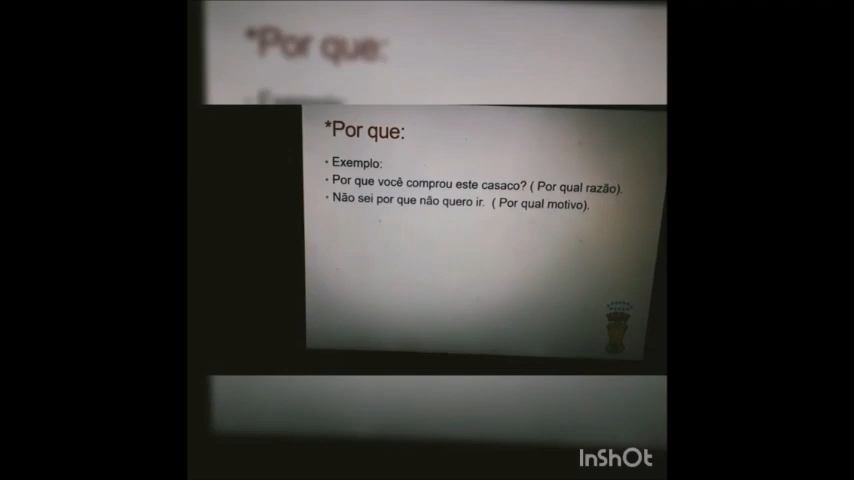 *Por que:
*Por que:
• Exemplo:
• Por que você comprou este casaco? ( Por qual razão).
• Não sei por que não quero ir. ( Por qual motivo).
InShOt